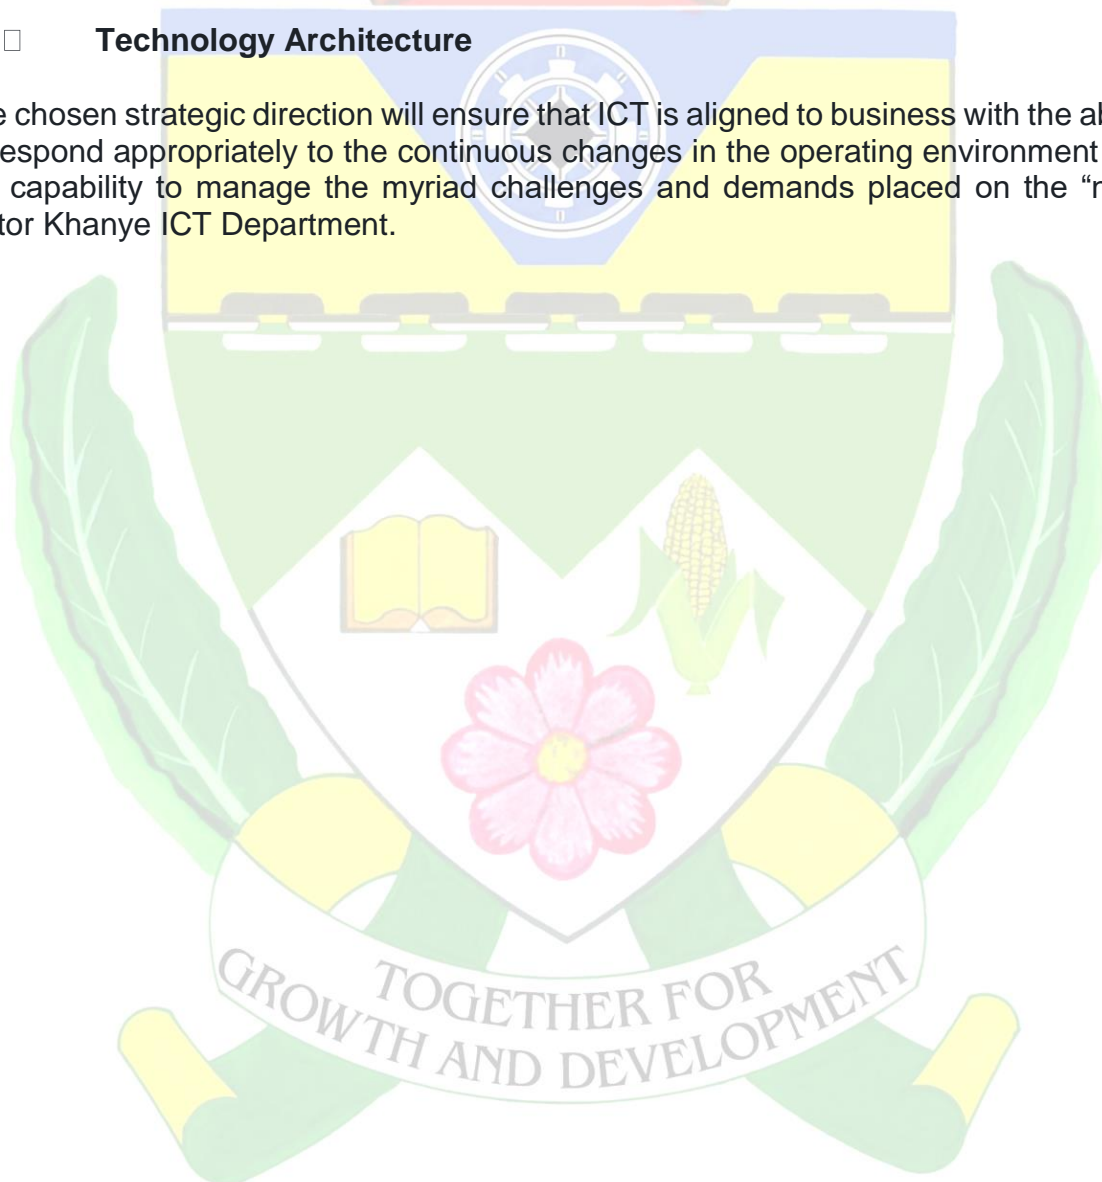 Technology Architecture
e chosen strategic direction will ensure that ICT is aligned to business with the ab
espond appropriately to the continuous changes in the operating environment
capability to manage the myriad challenges and demands placed on the “n
tor Khanye ICT Department.
TOGETHER FOR
GROWTH AND DEVELOPMENT